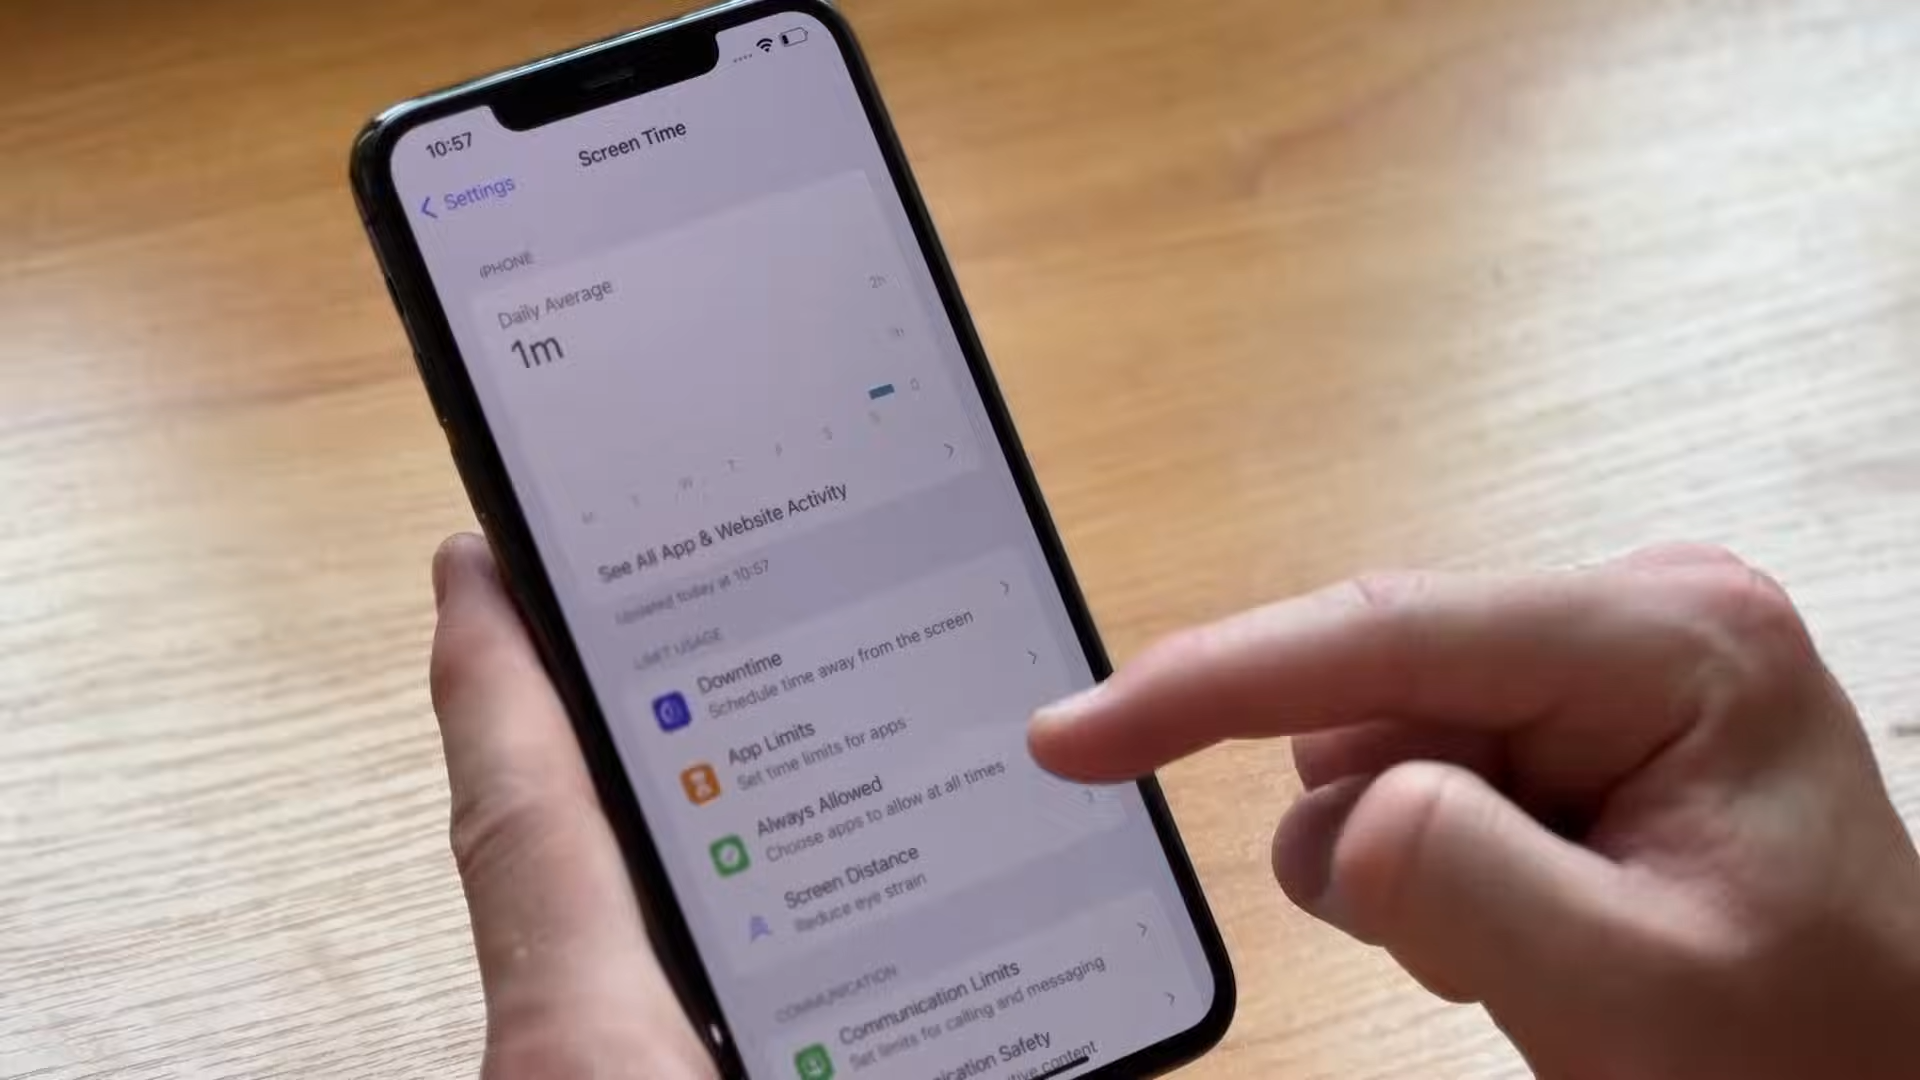 10:57
Screen Time
Settings
IPHONE
Daily Average
1m
2h
0
M T W T F S S
See All App & Website Activity
Updated today at 10:57
LIMIT USAGE
Downtime
Schedule time away from the screen
App Limits
Set time limits for apps
Always Allowed
Choose apps to allow at all times
Screen Distance
Reduce eye strain
COMMUNICATION
Communication Limits
Set limits for calling and messaging
Safety
content